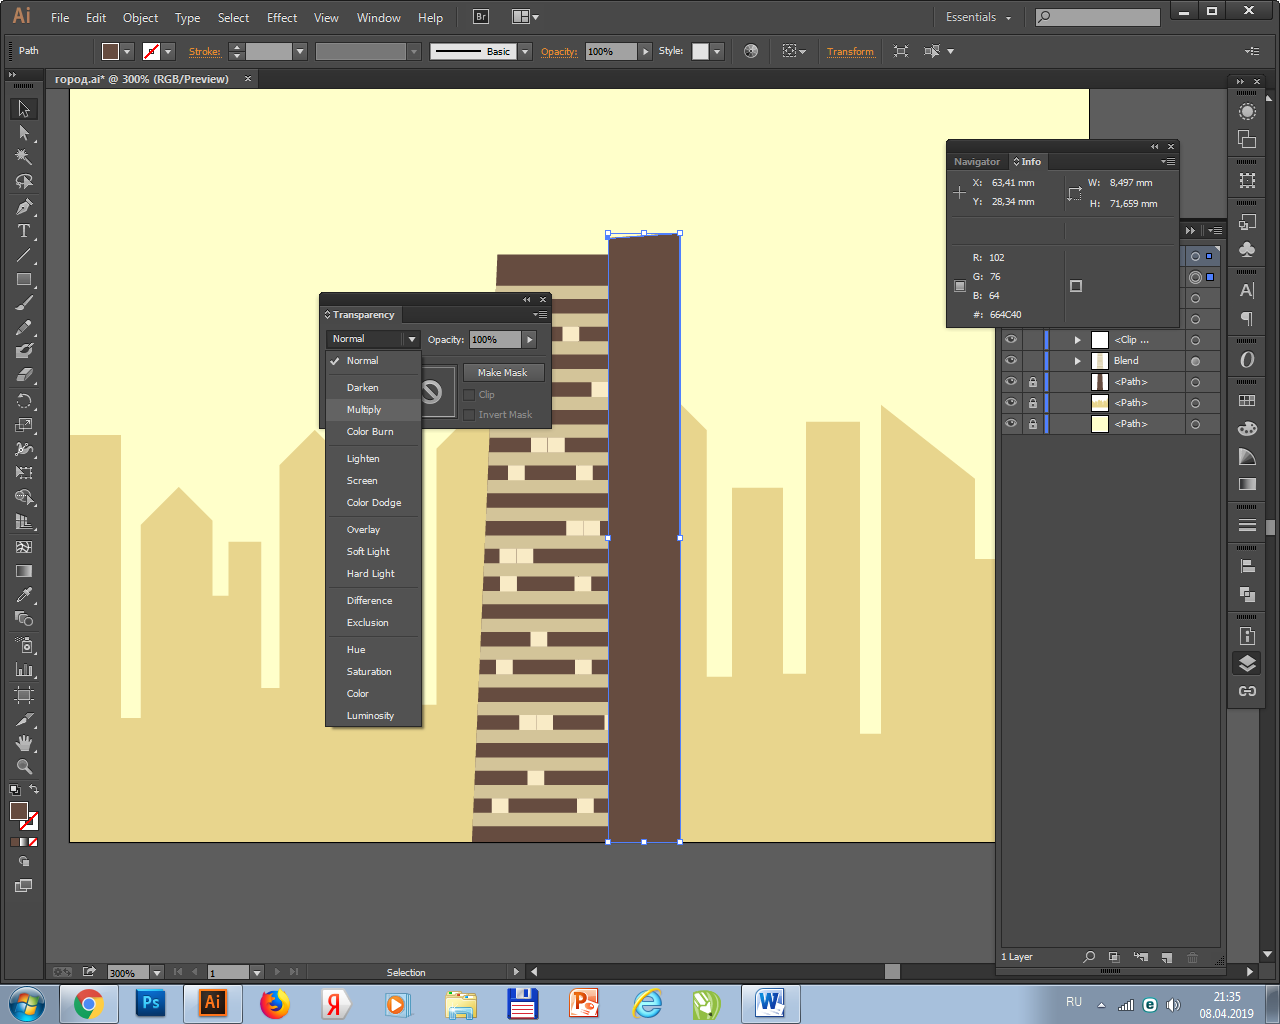 Ai File Edit Object Type Select Effect View Window Help Br Essentials
Path Stroke: Basic Opacity: 100% Style: Transform
город.ai* @ 300% (RGB/Preview)
Navigator Info
X: 63,41 mm W: 8,497 mm
Y: 28,34 mm H: 71,659 mm
R: 102
G: 76
B: 64
#: 664C40
Transparency
Normal Opacity: 100%
Normal
Make Mask
Darken
Clip
Multiply
Invert Mask
Color Burn
Lighten
Screen
Color Dodge
Overlay
Soft Light
Hard Light
Difference
Exclusion
Hue
Saturation
Color
Luminosity
<Clip ...
Blend
<Path>
<Path>
<Path>
1 Layer
300% 1 Selection
Ps Ai Я W RU 21:35
08.04.2019